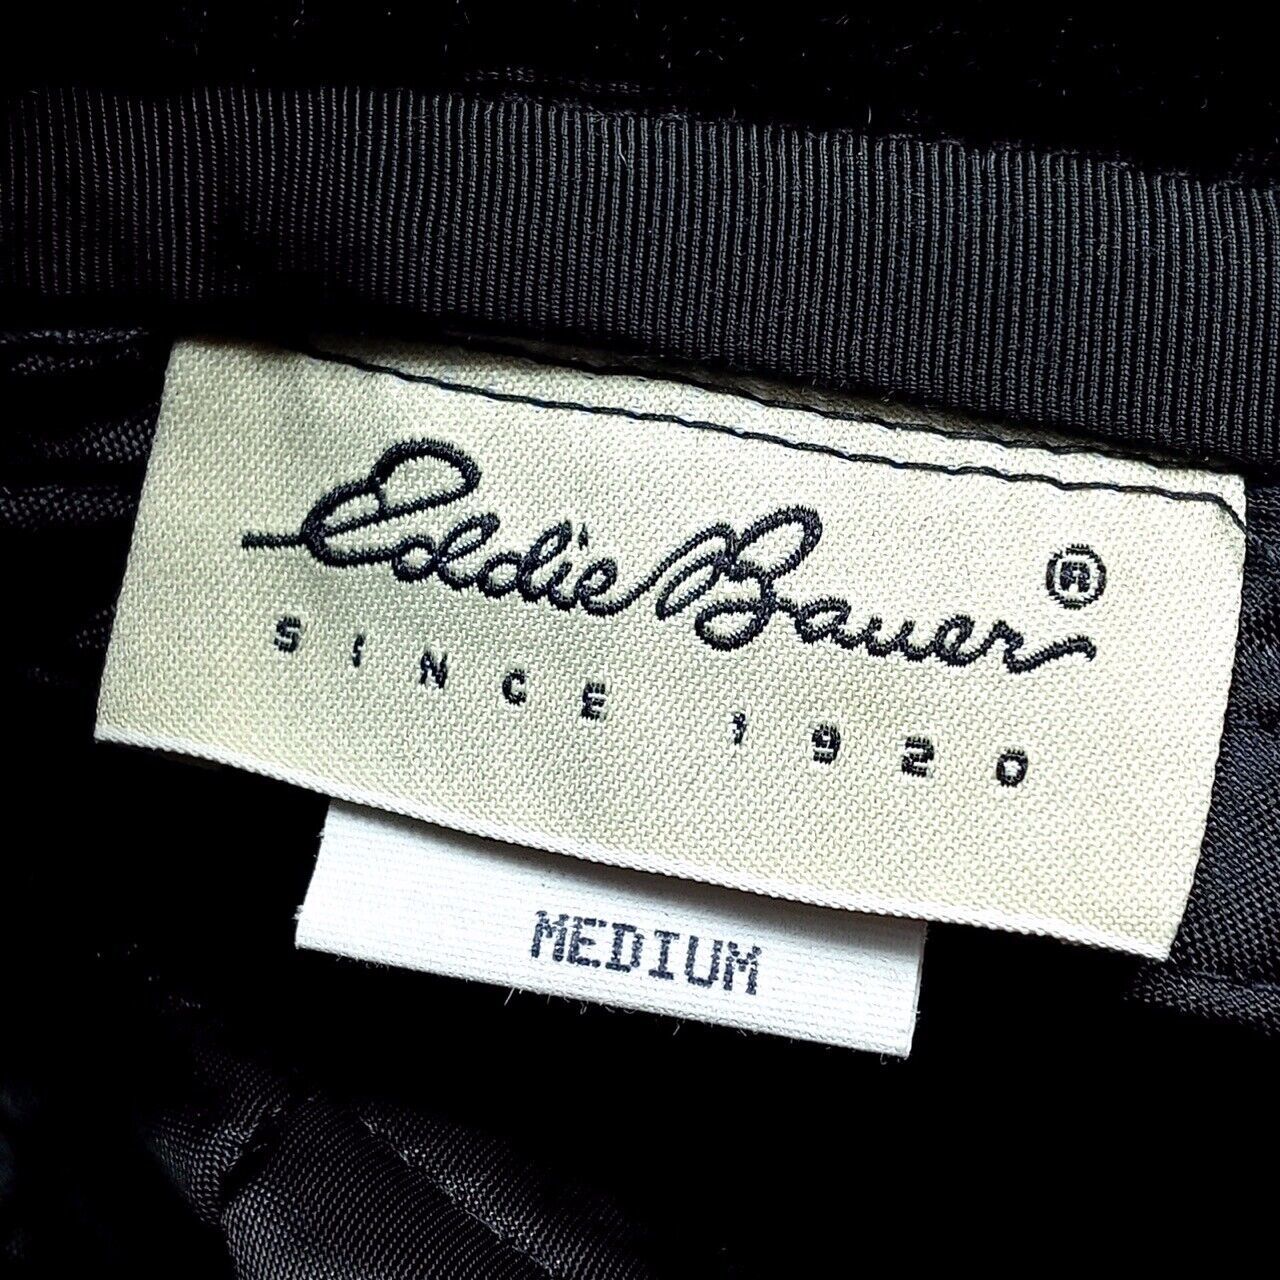 Eddie Bauer ®
SINCE 1920
MEDIUM